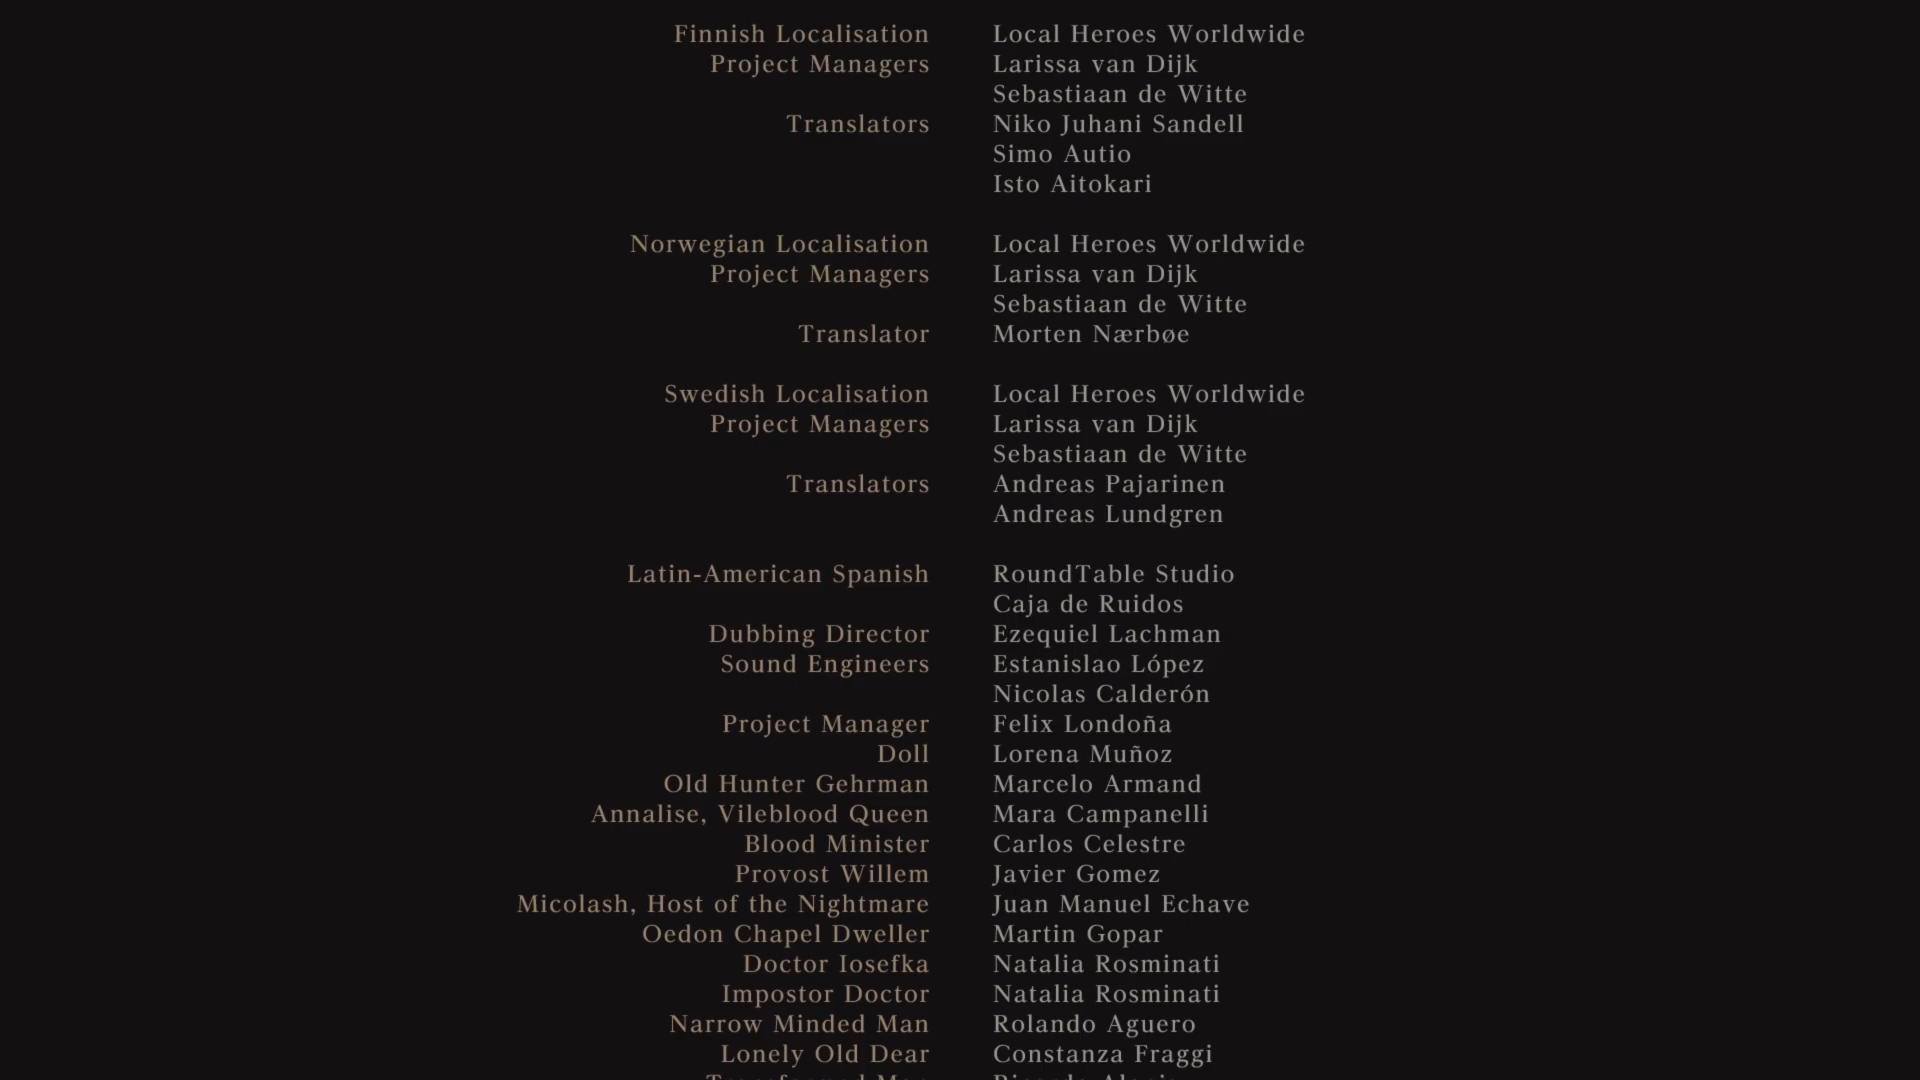 Finnish Localisation Local Heroes Worldwide
Project Managers Larissa van Dijk
Sebastiaan de Witte
Translators Niko Juhani Sandell
Simo Autio
Isto Aitokari
Norwegian Localisation Local Heroes Worldwide
Project Managers Larissa van Dijk
Sebastiaan de Witte
Translator Morten Nærbøe
Swedish Localisation Local Heroes Worldwide
Project Managers Larissa van Dijk
Sebastiaan de Witte
Translators Andreas Pajarinen
Andreas Lundgren
Latin-American Spanish RoundTable Studio
Caja de Ruidos
Dubbing Director Ezequiel Lachman
Sound Engineers Estanislao López
Nicolas Calderón
Project Manager Felix Londoña
Doll Lorena Muñoz
Old Hunter Gehrman Marcelo Armand
Annalise, Vileblood Queen Mara Campanelli
Blood Minister Carlos Celestre
Provost Willem Javier Gomez
Micolash, Host of the Nightmare Juan Manuel Echave
Oedon Chapel Dweller Martin Gopar
Doctor Iosefka Natalia Rosminati
Impostor Doctor Natalia Rosminati
Narrow Minded Man Rolando Aguero
Lonely Old Dear Constanza Fraggi